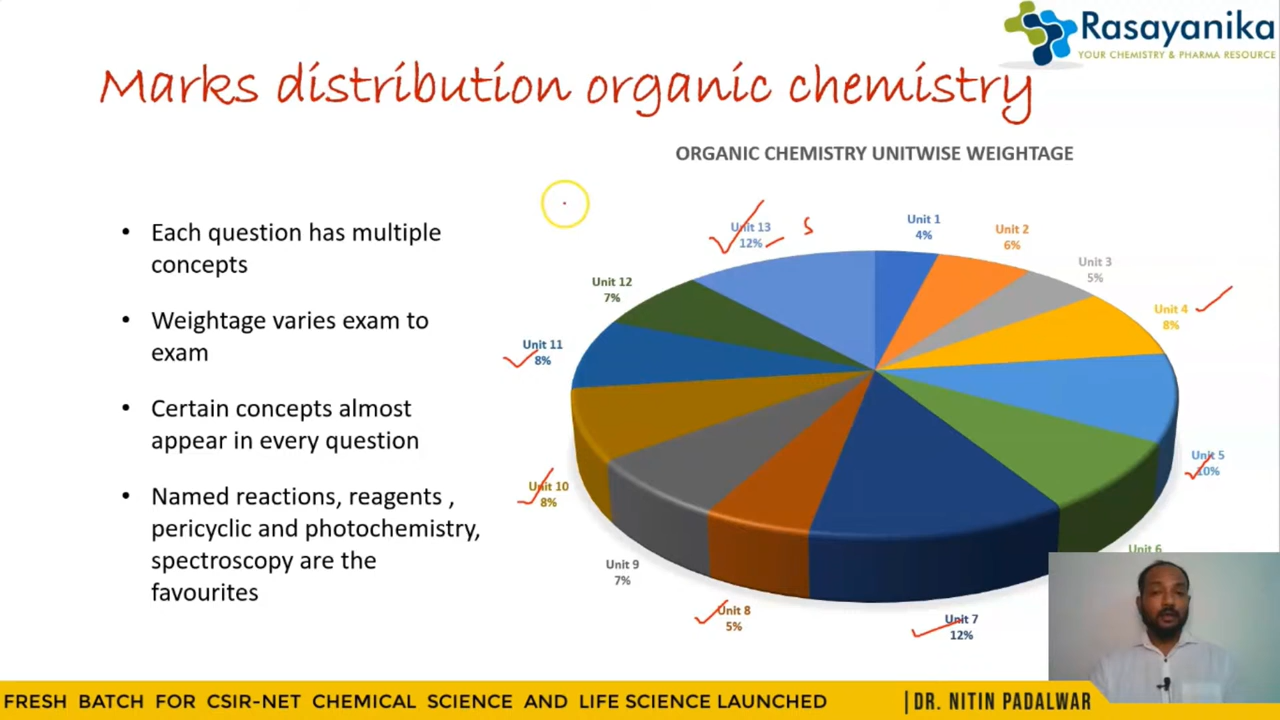 Rasayanika
YOUR CHEMISTRY & PHARMA RESOURCE
Marks distribution organic chemistry
ORGANIC CHEMISTRY UNITWISE WEIGHTAGE
• Each question has multiple
concepts
• Weightage varies exam to
exam
• Certain concepts almost
appear in every question
• Named reactions, reagents ,
pericyclic and photochemistry,
spectroscopy are the
favourites
Unit 1
4%
Unit 2
6%
Unit 3
5%
Unit 4
8%
Unit 5
10%
Unit 6
Unit 7
12%
Unit 8
5%
Unit 9
7%
Unit 10
8%
Unit 11
8%
Unit 12
7%
Unit 13
12%
S
FRESH BATCH FOR CSIR-NET CHEMICAL SCIENCE AND LIFE SCIENCE LAUNCHED
|DR. NITIN PADALWAR